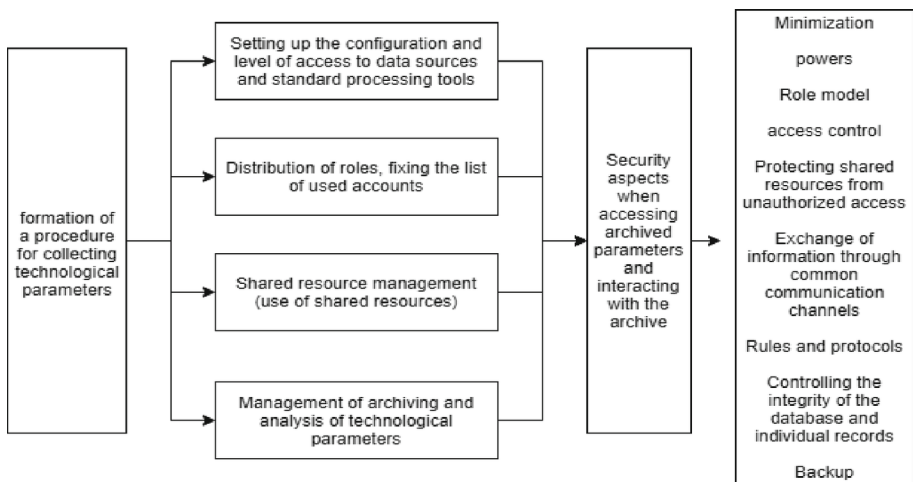 formation of
a procedure
for collecting
technological
parameters
Setting up the configuration and
level of access to data sources
and standard processing tools
Distribution of roles, fixing the list
of used accounts
Shared resource management
(use of shared resources)
Management of archiving and
analysis of technological
parameters
Security
aspects
when
accessing
archived
parameters
and
interacting
with the
archive
Minimization
powers
Role model
access control
Protecting shared
resources from
unauthorized access
Exchange of
information through
common
communication
channels
Rules and protocols
Controlling the
integrity of the
database and
individual records
Backup